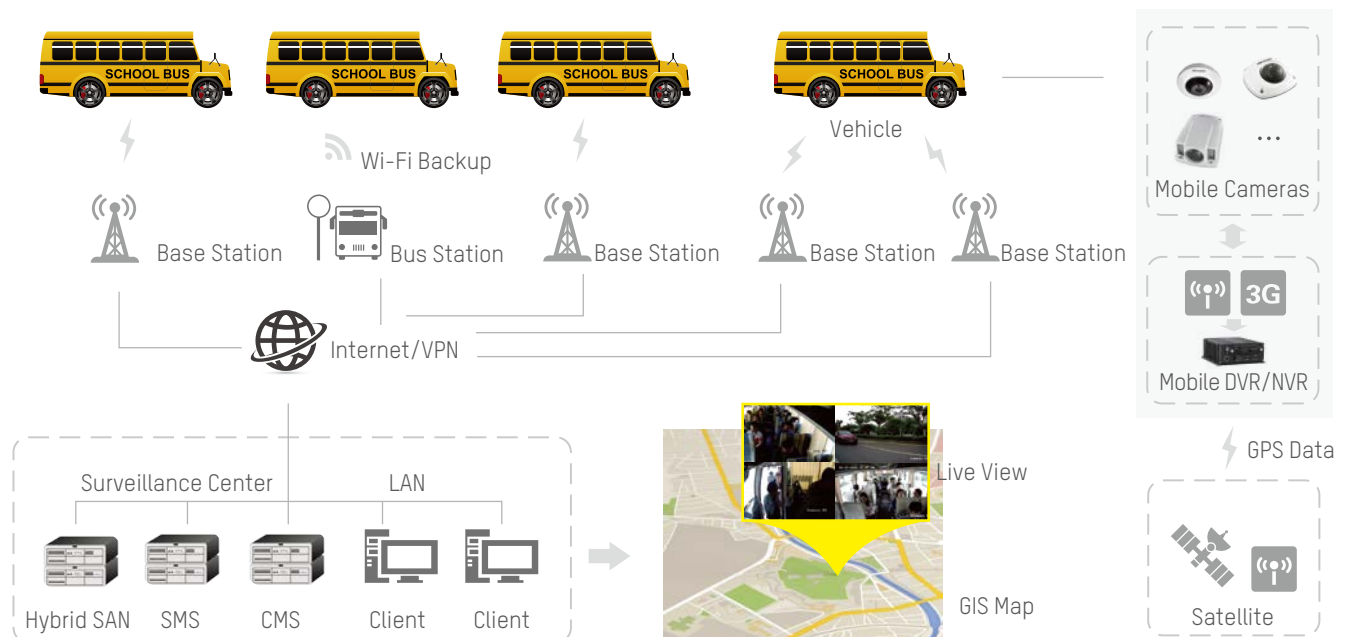 SCHOOL BUS
SCHOOL BUS
SCHOOL BUS
SCHOOL BUS
Vehicle
Wi-Fi Backup
...
Mobile Cameras
Base Station
Bus Station
Base Station
Base Station
Base Station
3G
Internet/VPN
Mobile DVR/NVR
GPS Data
Live View
Surveillance Center
LAN
Hybrid SAN
SMS
CMS
Client
Client
GIS Map
Satellite